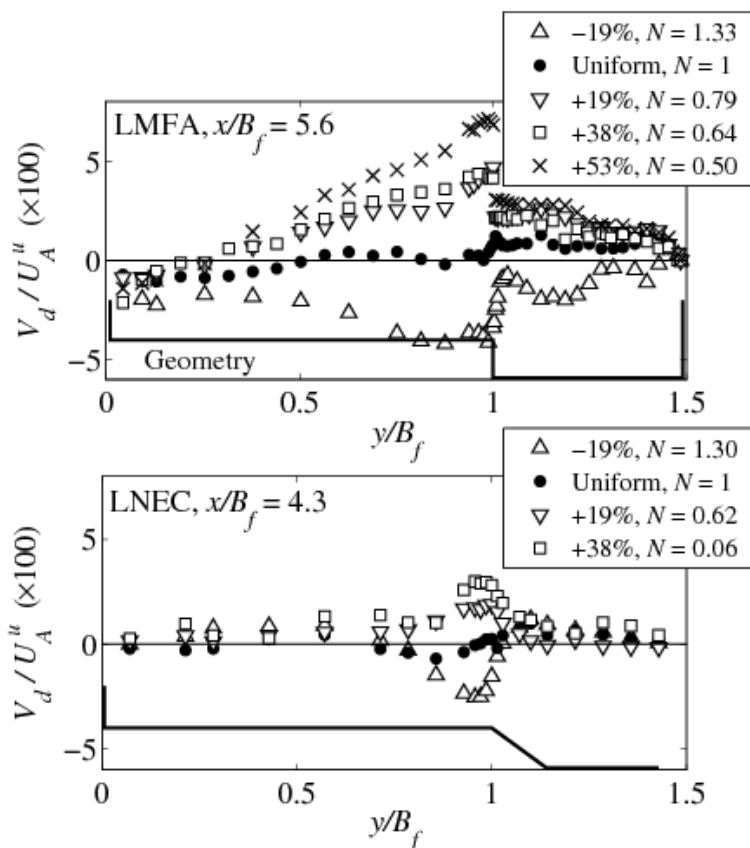 −19%, N = 1.33
Uniform, N = 1
+19%, N = 0.79
+38%, N = 0.64
+53%, N = 0.50
LMFA, x/B_f = 5.6
V_d / U_A^u (×100)
5
0
−5
Geometry
0 0.5 1 1.5
y/B_f
−19%, N = 1.30
Uniform, N = 1
+19%, N = 0.62
+38%, N = 0.06
LNEC, x/B_f = 4.3
V_d / U_A^u (×100)
5
0
−5
0 0.5 1 1.5
y/B_f